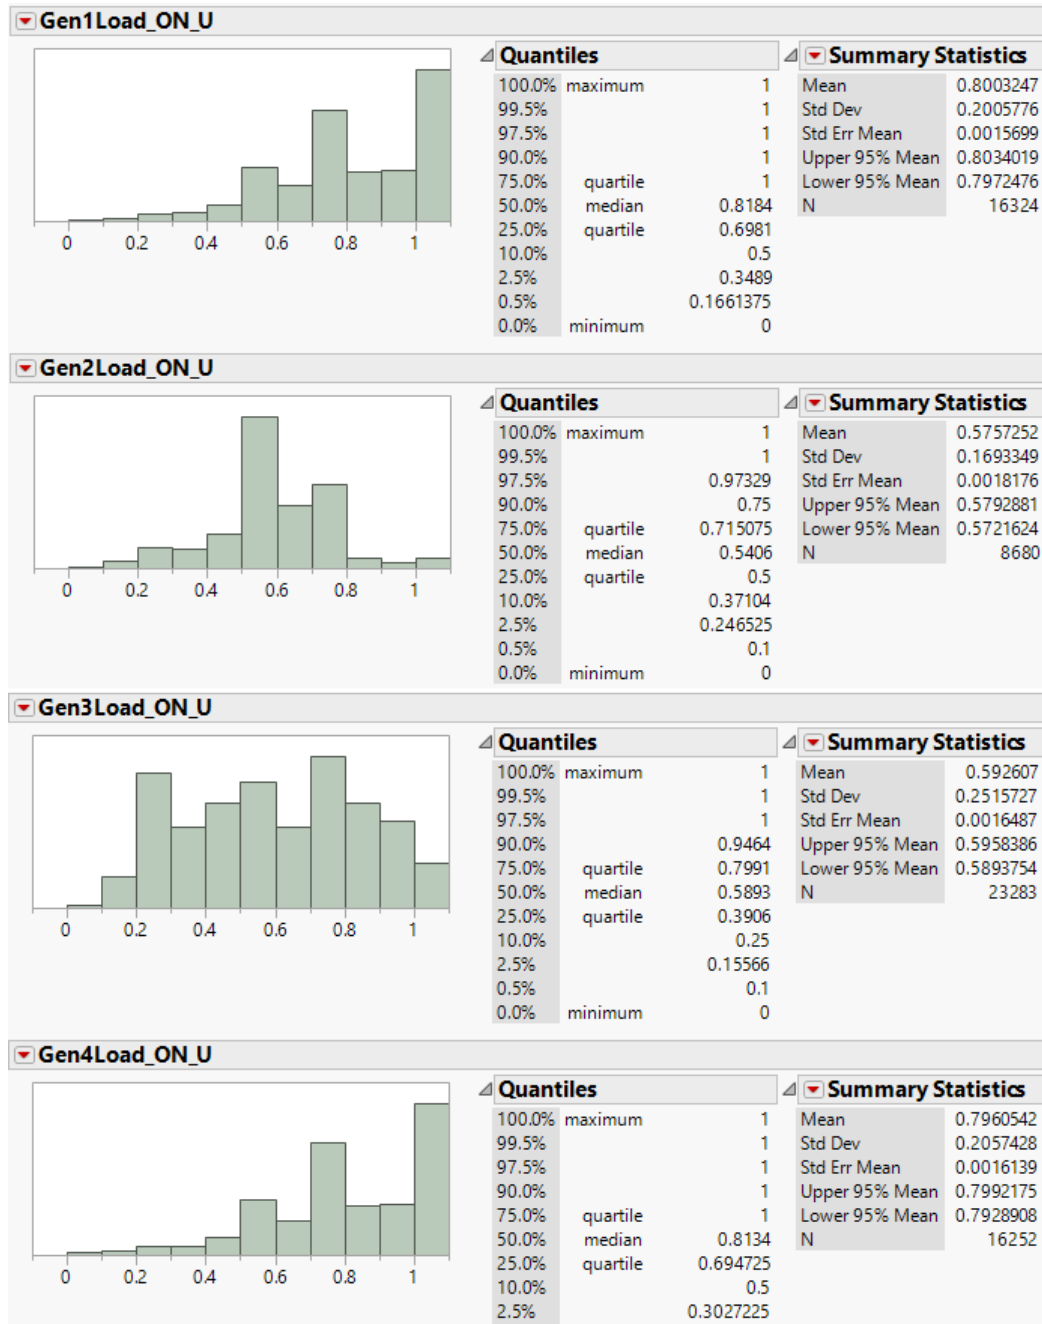 Gen1Load_ON_U
Quantiles
Summary Statistics
100.0% maximum 1
99.5% 1
97.5% 1
90.0% 1
75.0% quartile 1
50.0% median 0.8184
25.0% quartile 0.6981
10.0% 0.5
2.5% 0.3489
0.5% 0.1661375
0.0% minimum 0
Mean 0.8003247
Std Dev 0.2005776
Std Err Mean 0.0015699
Upper 95% Mean 0.8034019
Lower 95% Mean 0.7972476
N 16324
0 0.2 0.4 0.6 0.8 1
Gen2Load_ON_U
Quantiles
Summary Statistics
100.0% maximum 1
99.5% 1
97.5% 0.97329
90.0% 0.75
75.0% quartile 0.715075
50.0% median 0.5406
25.0% quartile 0.5
10.0% 0.37104
2.5% 0.246525
0.5% 0.1
0.0% minimum 0
Mean 0.5757252
Std Dev 0.1693349
Std Err Mean 0.0018176
Upper 95% Mean 0.5792881
Lower 95% Mean 0.5721624
N 8680
0 0.2 0.4 0.6 0.8 1
Gen3Load_ON_U
Quantiles
Summary Statistics
100.0% maximum 1
99.5% 1
97.5% 1
90.0% 0.9464
75.0% quartile 0.7991
50.0% median 0.5893
25.0% quartile 0.3906
10.0% 0.25
2.5% 0.15566
0.5% 0.1
0.0% minimum 0
Mean 0.592607
Std Dev 0.2515727
Std Err Mean 0.0016487
Upper 95% Mean 0.5958386
Lower 95% Mean 0.5893754
N 23283
0 0.2 0.4 0.6 0.8 1
Gen4Load_ON_U
Quantiles
Summary Statistics
100.0% maximum 1
99.5% 1
97.5% 1
90.0% 1
75.0% quartile 1
50.0% median 0.8134
25.0% quartile 0.694725
10.0% 0.5
2.5% 0.3027225
Mean 0.7960542
Std Dev 0.2057428
Std Err Mean 0.0016139
Upper 95% Mean 0.7992175
Lower 95% Mean 0.7928908
N 16252
0 0.2 0.4 0.6 0.8 1